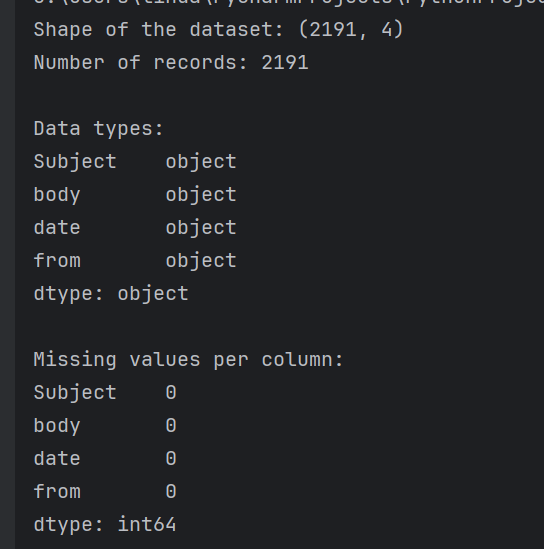 Shape of the dataset: (2191, 4)
Number of records: 2191
Data types:
Subject    object
body       object
date       object
from       object
dtype: object
Missing values per column:
Subject    0
body       0
date       0
from       0
dtype: int64